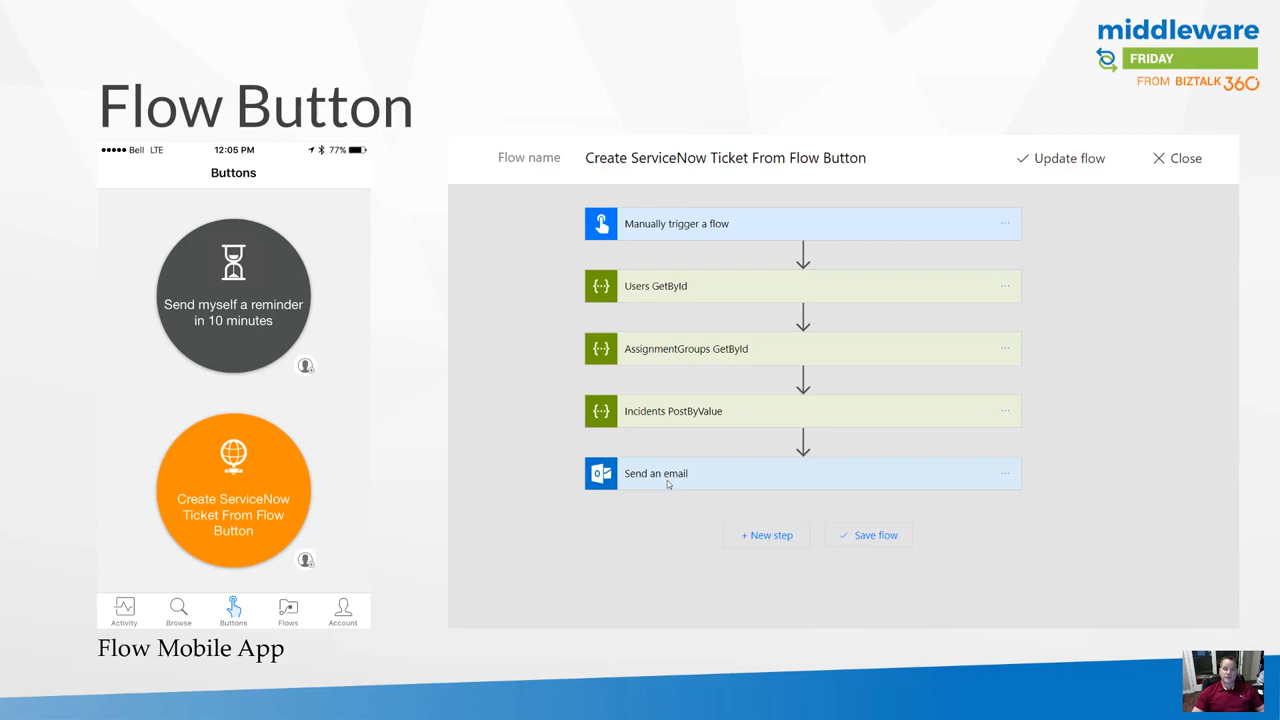 middleware
FRIDAY
FROM BIZTALK 360
Flow Button
Bell LTE 12:05 PM 77%
Buttons
Send myself a reminder
in 10 minutes
Create ServiceNow
Ticket From Flow
Button
Activity Browse Buttons Flows Account
Flow Mobile App
Flow name Create ServiceNow Ticket From Flow Button Update flow Close
Manually trigger a flow
Users GetById
AssignmentGroups GetById
Incidents PostByValue
Send an email
+ New step Save flow